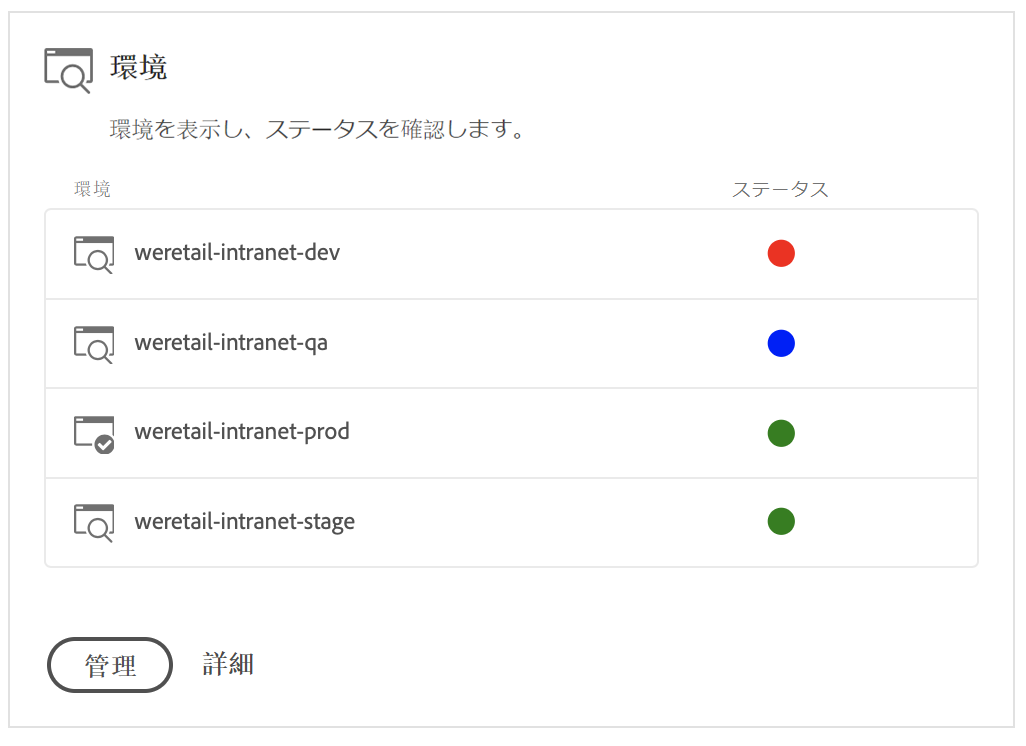 環境
環境を表示し、ステータスを確認します。
環境 ステータス
weretail-intranet-dev
weretail-intranet-qa
weretail-intranet-prod
weretail-intranet-stage
管理 詳細